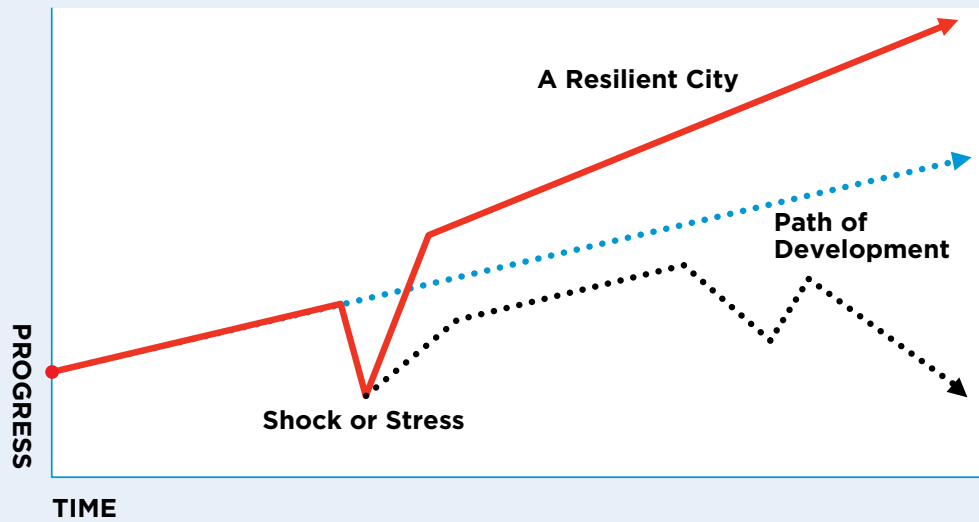 A Resilient City
Path of
Development
Shock or Stress
PROGRESS
TIME